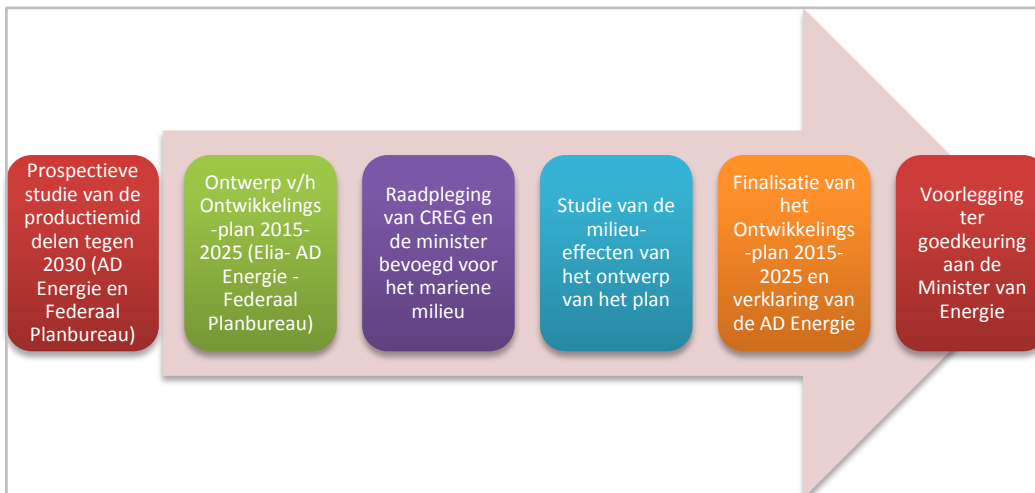 Prospectieve
studie van de
productiemid
delen tegen
2030 (AD
Energie en
Federaal
Planbureau)
Ontwerp v/h
Ontwikkelings
-plan 2015-
2025 (Elia- AD
Energie -
Federaal
Planbureau)
Raadpleging
van CREG en
de minister
bevoegd voor
het mariene
milieu
Studie van de
milieu-
effecten van
het ontwerp
van het plan
Finalisatie van
het
Ontwikkelings
-plan 2015-
2025 en
verklaring van
de AD Energie
Voorlegging
ter
goedkeuring
aan de
Minister van
Energie